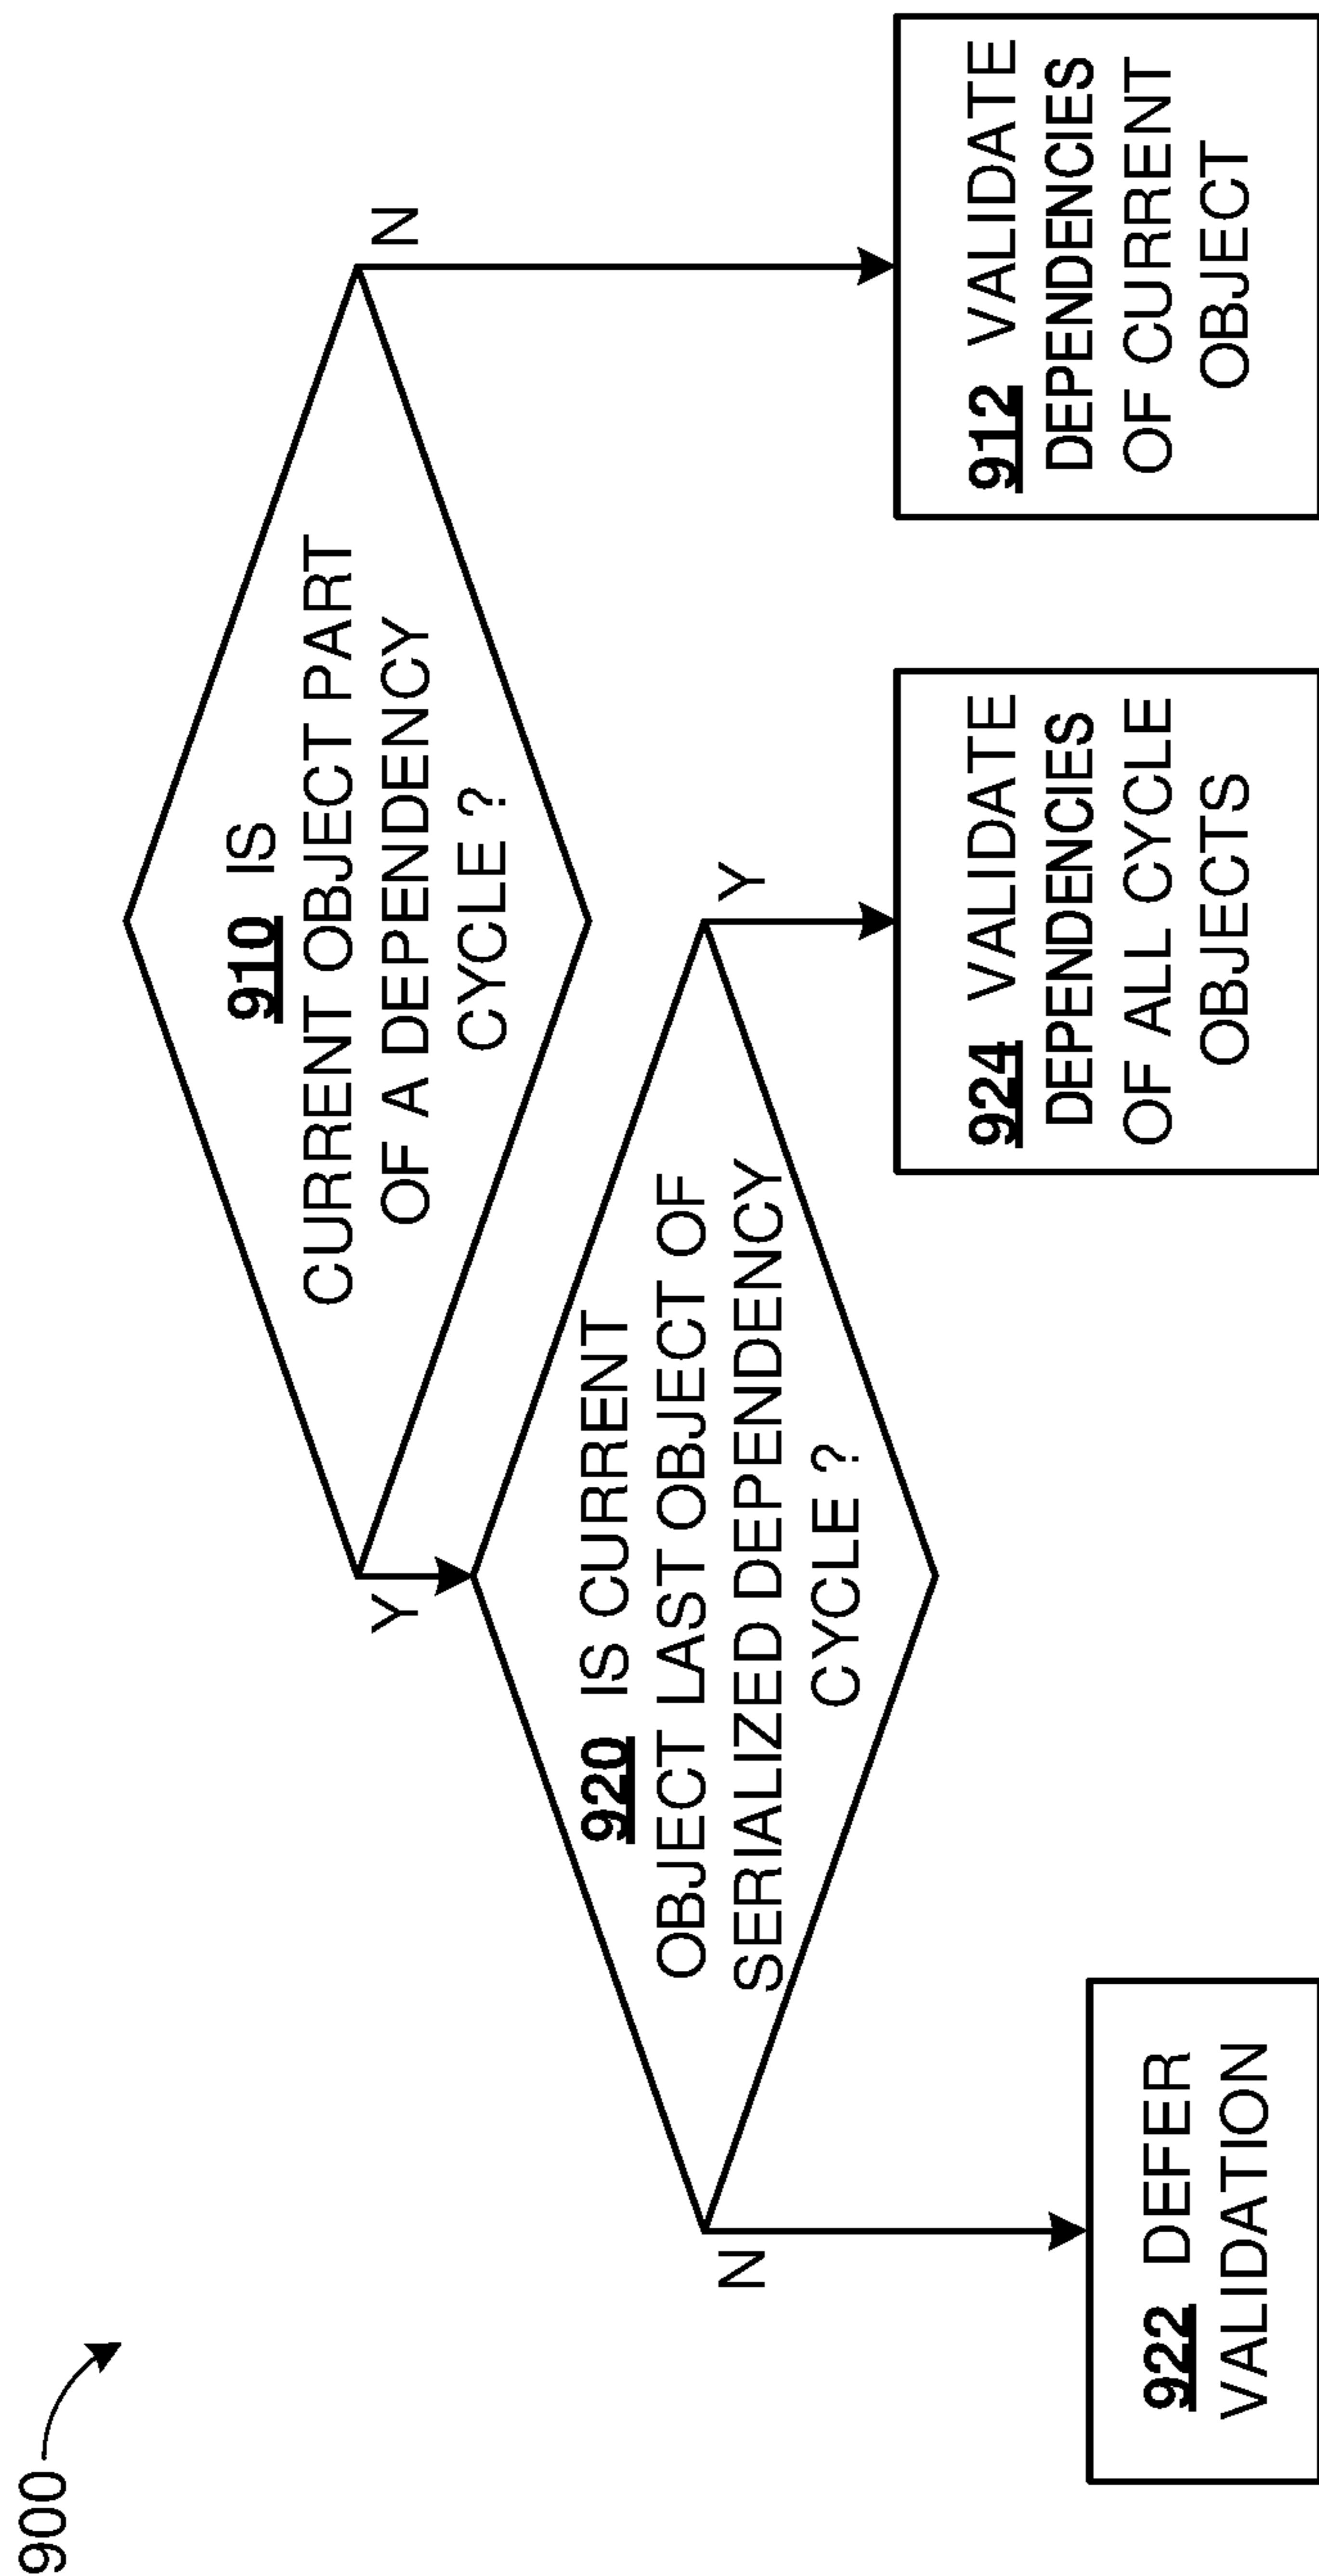 900
910 IS
CURRENT OBJECT PART
OF A DEPENDENCY
CYCLE ?
Y
N
920 IS CURRENT
OBJECT LAST OBJECT OF
SERIALIZED DEPENDENCY
CYCLE ?
N
Y
922 DEFER
VALIDATION
924 VALIDATE
DEPENDENCIES
OF ALL CYCLE
OBJECTS
912 VALIDATE
DEPENDENCIES
OF CURRENT
OBJECT